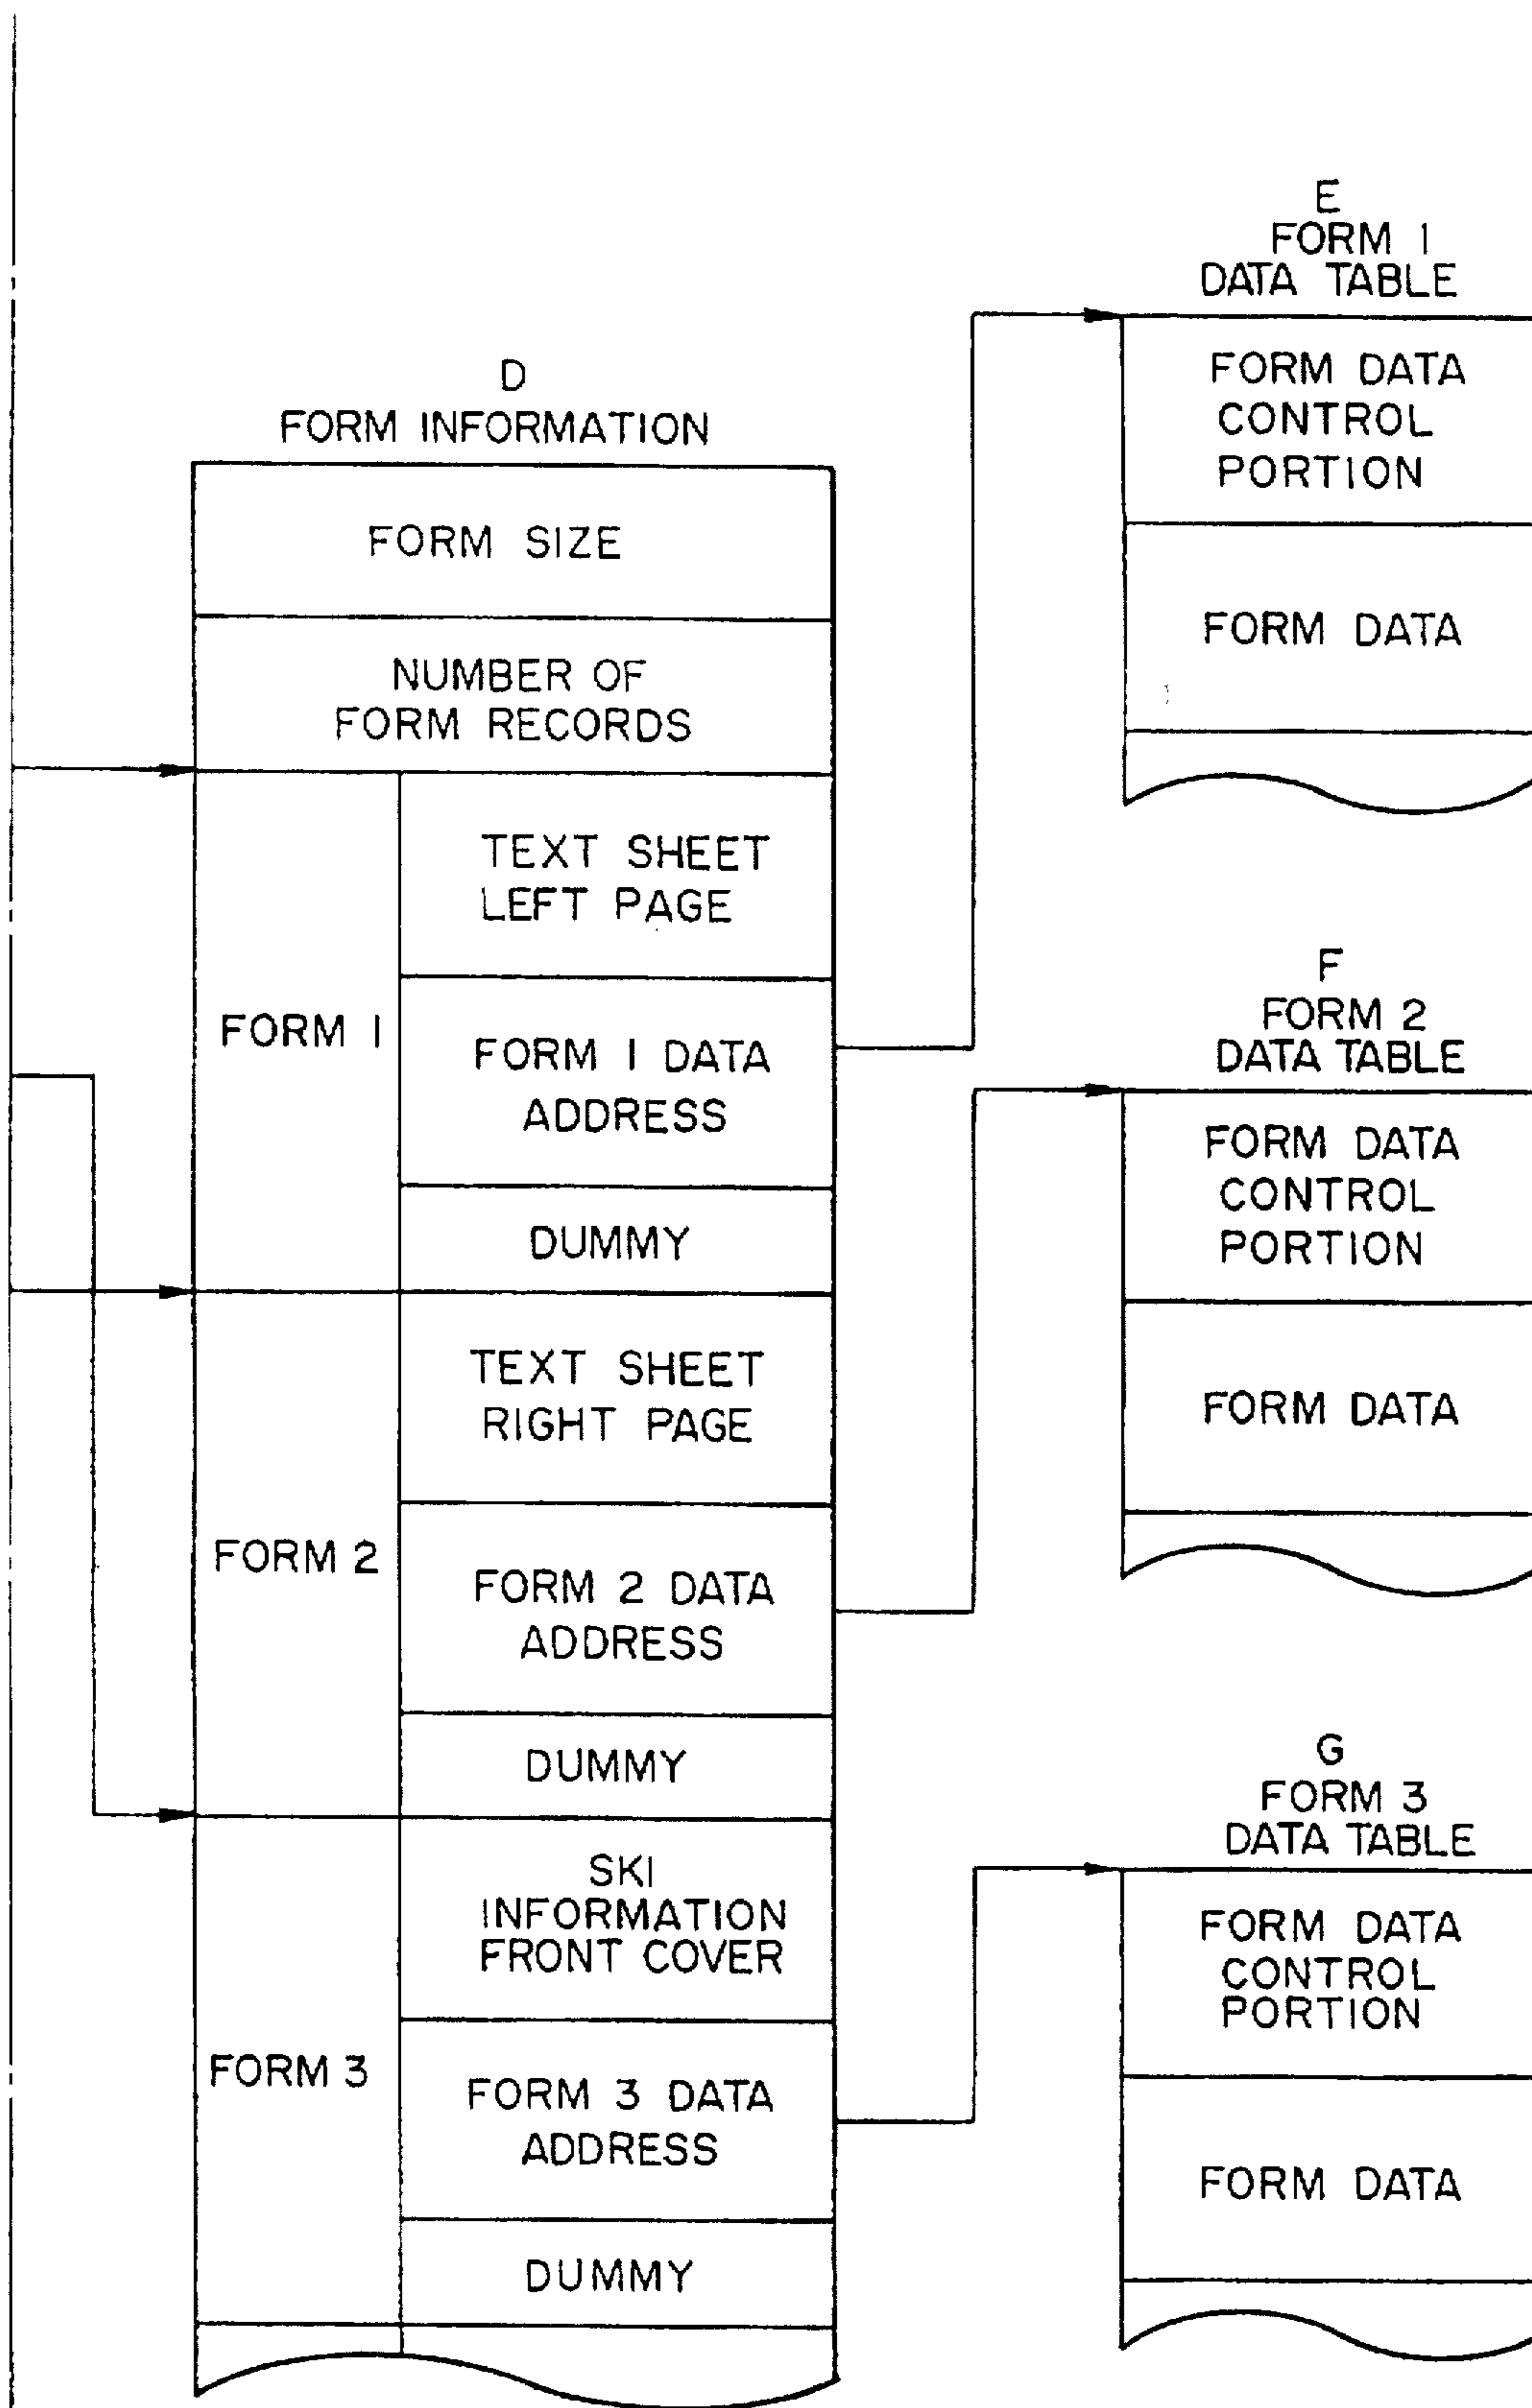 D
FORM INFORMATION
FORM SIZE
NUMBER OF
FORM RECORDS
FORM 1
TEXT SHEET
LEFT PAGE
FORM 1 DATA
ADDRESS
DUMMY
FORM 2
TEXT SHEET
RIGHT PAGE
FORM 2 DATA
ADDRESS
DUMMY
FORM 3
SKI
INFORMATION
FRONT COVER
FORM 3 DATA
ADDRESS
DUMMY
E
FORM 1
DATA TABLE
FORM DATA
CONTROL
PORTION
FORM DATA
F
FORM 2
DATA TABLE
FORM DATA
CONTROL
PORTION
FORM DATA
G
FORM 3
DATA TABLE
FORM DATA
CONTROL
PORTION
FORM DATA